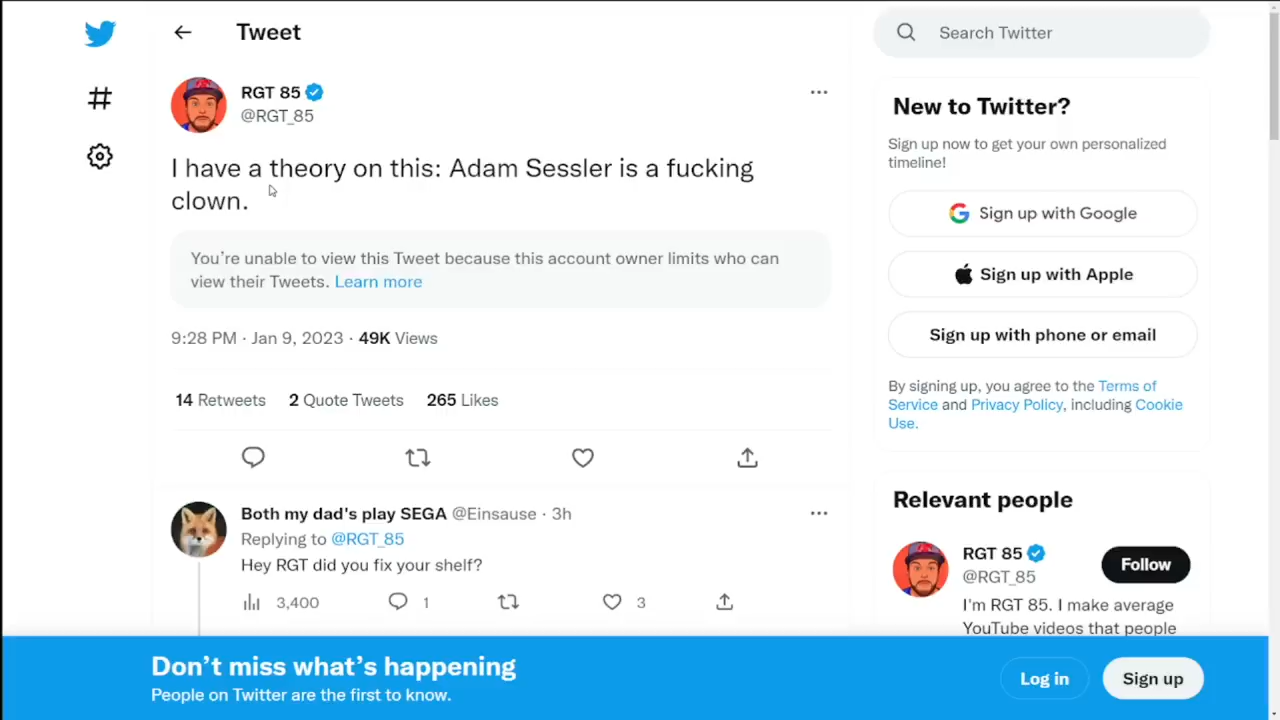 Tweet
RGT 85
@RGT_85
I have a theory on this: Adam Sessler is a fucking
clown.
You're unable to view this Tweet because this account owner limits who can
view their Tweets. Learn more
9:28 PM · Jan 9, 2023 · 49K Views
14 Retweets 2 Quote Tweets 265 Likes
Both my dad's play SEGA @Einsause · 3h
Replying to @RGT_85
Hey RGT did you fix your shelf?
3,400 1 3
Search Twitter
New to Twitter?
Sign up now to get your own personalized
timeline!
Sign up with Google
Sign up with Apple
Sign up with phone or email
By signing up, you agree to the Terms of
Service and Privacy Policy, including Cookie
Use.
Relevant people
RGT 85
@RGT_85
Follow
I'm RGT 85. I make average
YouTube videos that people
Don't miss what's happening
People on Twitter are the first to know.
Log in
Sign up